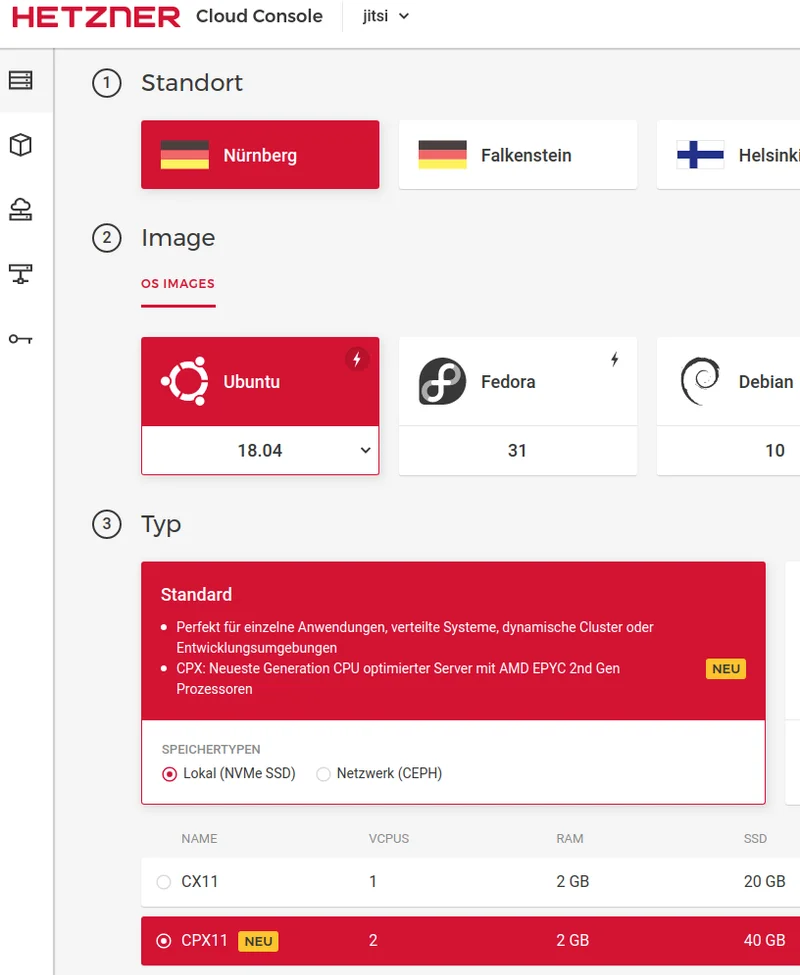 HETZNER Cloud Console jitsi
1 Standort
Nürnberg Falkenstein Helsinki
2 Image
OS IMAGES
Ubuntu Fedora Debian
18.04 31 10
3 Typ
Standard
Perfekt für einzelne Anwendungen, verteilte Systeme, dynamische Cluster oder
Entwicklungsumgebungen
CPX: Neueste Generation CPU optimierter Server mit AMD EPYC 2nd Gen
Prozessoren
NEU
SPEICHERTYPEN
Lokal (NVMe SSD) Netzwerk (CEPH)
NAME VCPUS RAM SSD
CX11 1 2 GB 20 GB
CPX11 NEU 2 2 GB 40 GB